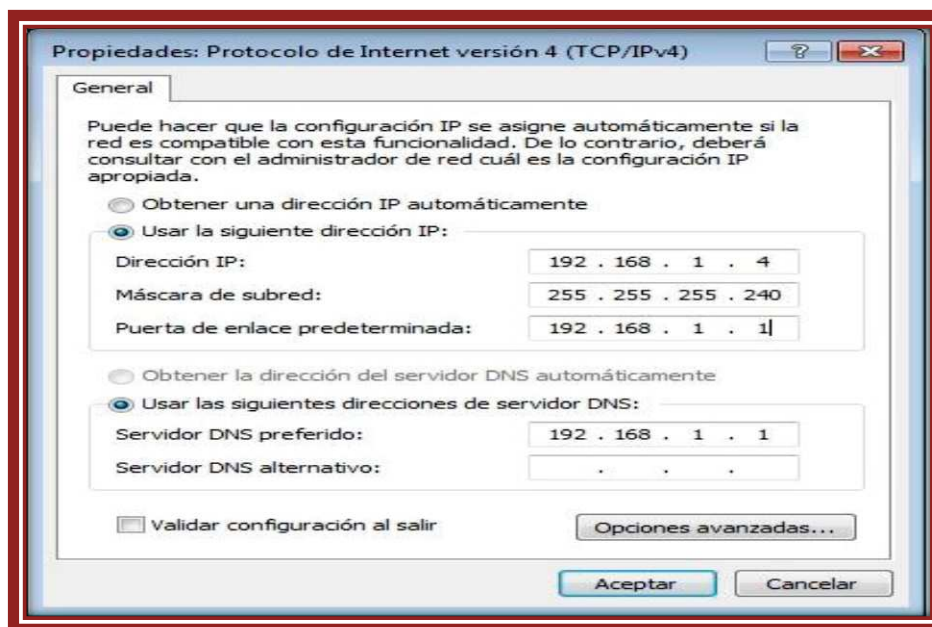 Propiedades: Protocolo de Internet versión 4 (TCP/IPv4)
General
Puede hacer que la configuración IP se asigne automáticamente si la
red es compatible con esta funcionalidad. De lo contrario, deberá
consultar con el administrador de red cuál es la configuración IP
apropiada.
Obtener una dirección IP automáticamente
Usar la siguiente dirección IP:
Dirección IP: 192 . 168 . 1 . 4
Máscara de subred: 255 . 255 . 255 . 240
Puerta de enlace predeterminada: 192 . 168 . 1 . 1
Obtener la dirección del servidor DNS automáticamente
Usar las siguientes direcciones de servidor DNS:
Servidor DNS preferido: 192 . 168 . 1 . 1
Servidor DNS alternativo: . . .
Validar configuración al salir Opciones avanzadas...
Aceptar Cancelar